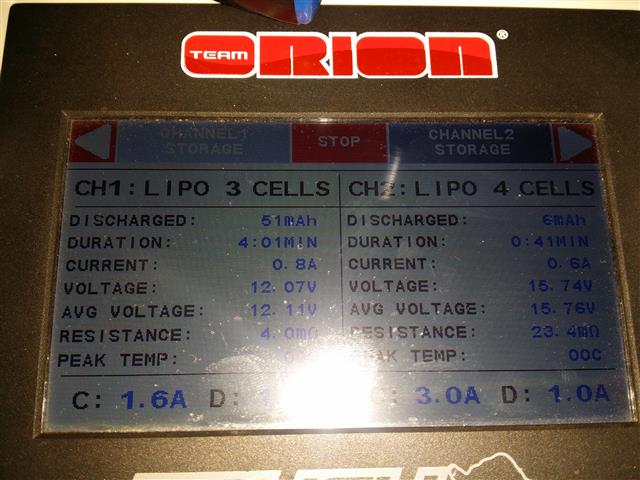 TEAM ORION®
CHANNEL1 STORAGE
STOP
CHANNEL2 STORAGE
CH1: LIPO 3 CELLS
DISCHARGED: 51mAh
DURATION: 4:01MIN
CURRENT: 0.8A
VOLTAGE: 12.07V
AVG VOLTAGE: 12.11V
RESISTANCE: 4.0mΩ
PEAK TEMP:
C: 1.6A D:
CH2: LIPO 4 CELLS
DISCHARGED: 6mAh
DURATION: 0:41MIN
CURRENT: 0.6A
VOLTAGE: 15.74V
AVG VOLTAGE: 15.76V
RESISTANCE: 23.4mΩ
PEAK TEMP: 00C
C: 3.0A D: 1.0A